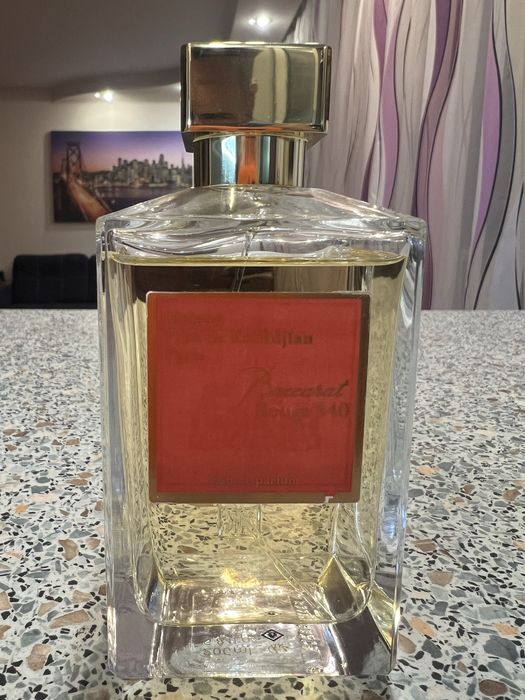 Maison
Francis Kurkdjian
Paris
Baccarat
Rouge 540
Eau de parfum